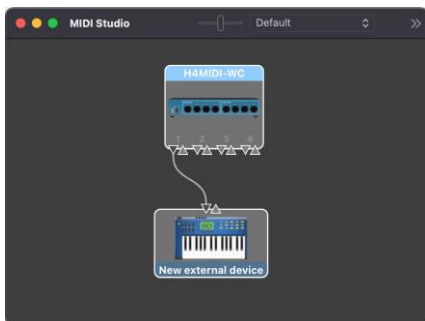 MIDI Studio
Default
H4MIDI-WC
1 2 3 4
New external device